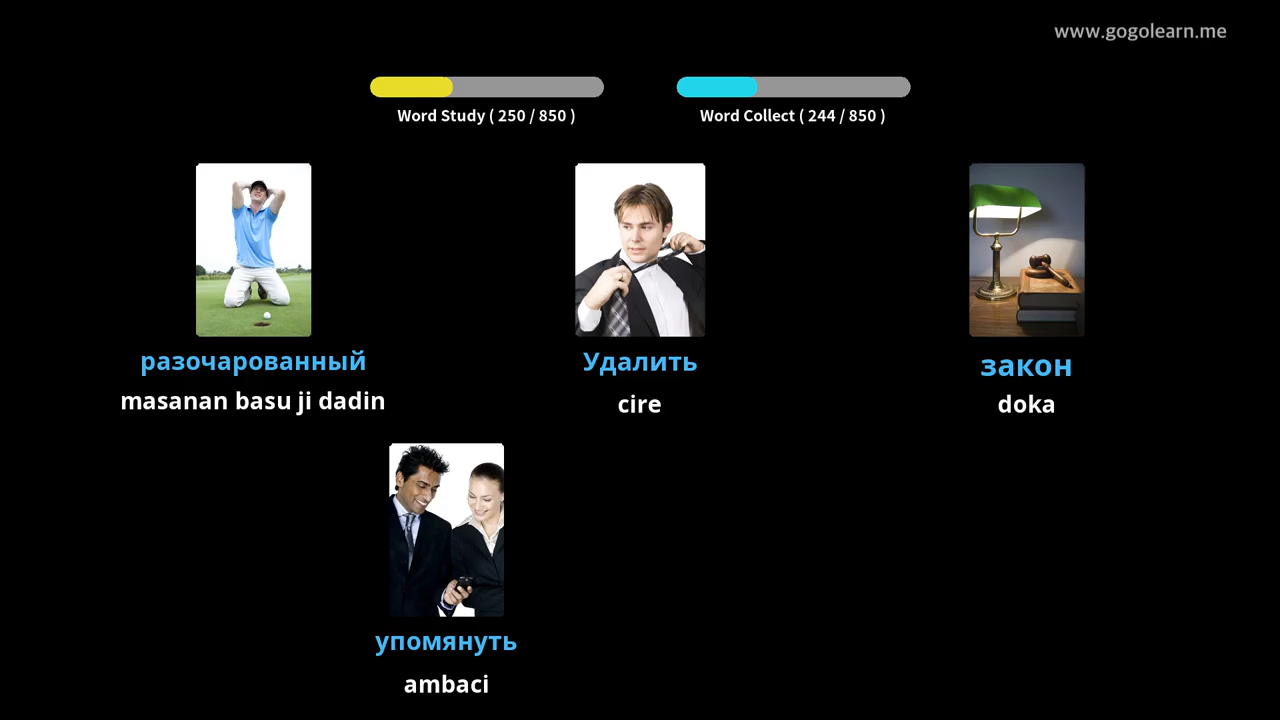 www.gogolearn.me
Word Study ( 250 / 850 )
Word Collect ( 244 / 850 )
разочарованный
masanan basu ji dadin
Удалить
cire
закон
doka
упомянуть
ambaci